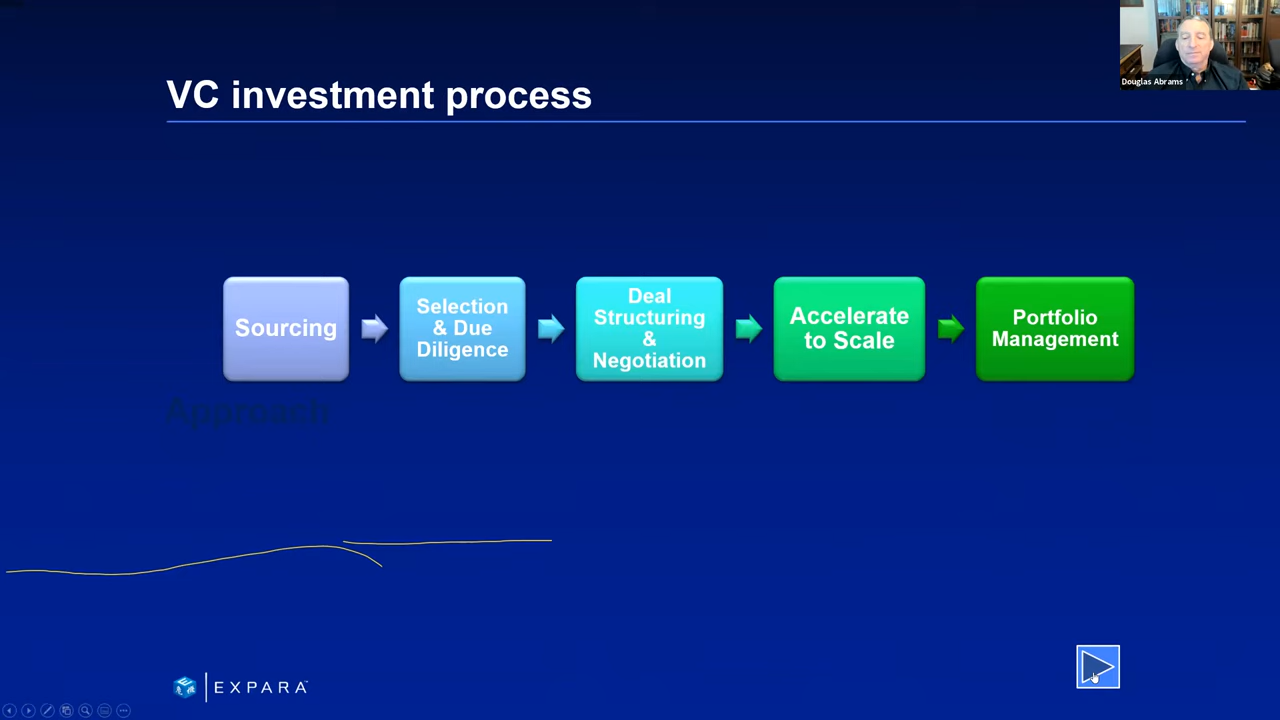 VC investment process
Douglas Abrams
Sourcing
Selection
& Due
Diligence
Deal
Structuring
&
Negotiation
Accelerate
to Scale
Portfolio
Management
Approach
EXPARA